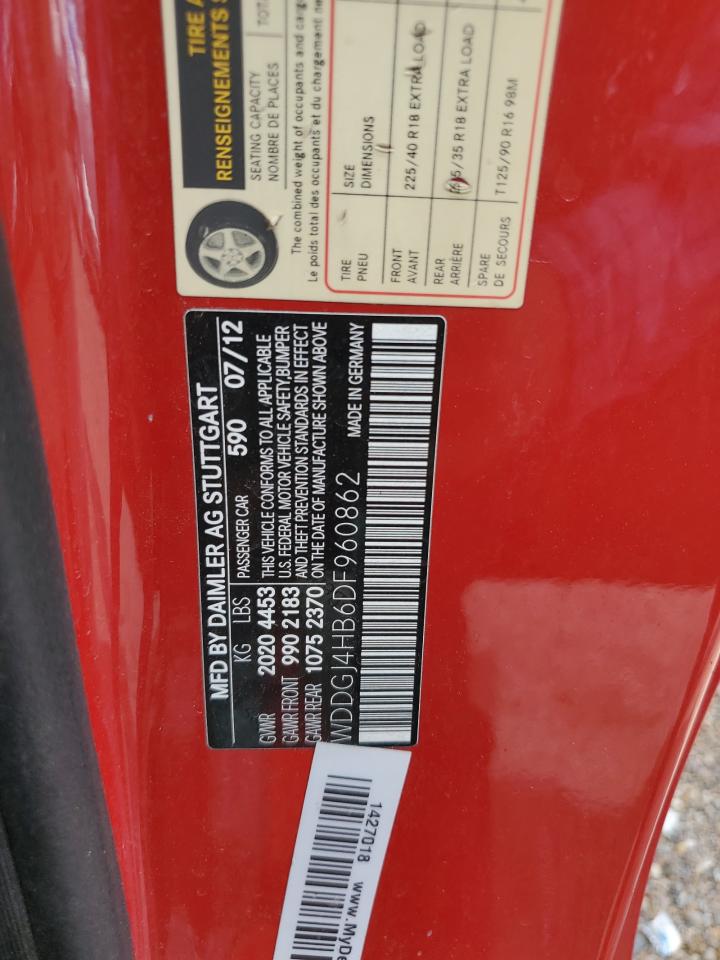 TIRE A
RENSEIGNEMENTS S
SEATING CAPACITY
NOMBRE DE PLACES
TOTA
The combined weight of occupants and carg
Le poids total des occupants et du chargement ne
TIRE SIZE
PNEU DIMENSIONS
FRONT 225/40 R18 EXTRA LOAD
AVANT
REAR /35 R18 EXTRA LOAD
ARRIÈRE
SPARE T125/90 R16 98M
DE SECOURS
MFD BY DAIMLER AG STUTTGART
KG LBS PASSENGER CAR 590 07/12
GVWR 2020 4453 THIS VEHICLE CONFORMS TO ALL APPLICABLE
U.S. FEDERAL MOTOR VEHICLE SAFETY,BUMPER
GAWR FRONT 990 2183 AND THEFT PREVENTION STANDARDS IN EFFECT
GAWR REAR 1075 2370 ON THE DATE OF MANUFACTURE SHOWN ABOVE
WDDGJ4HB6DF960862 MADE IN GERMANY
1427018 www.MyDe